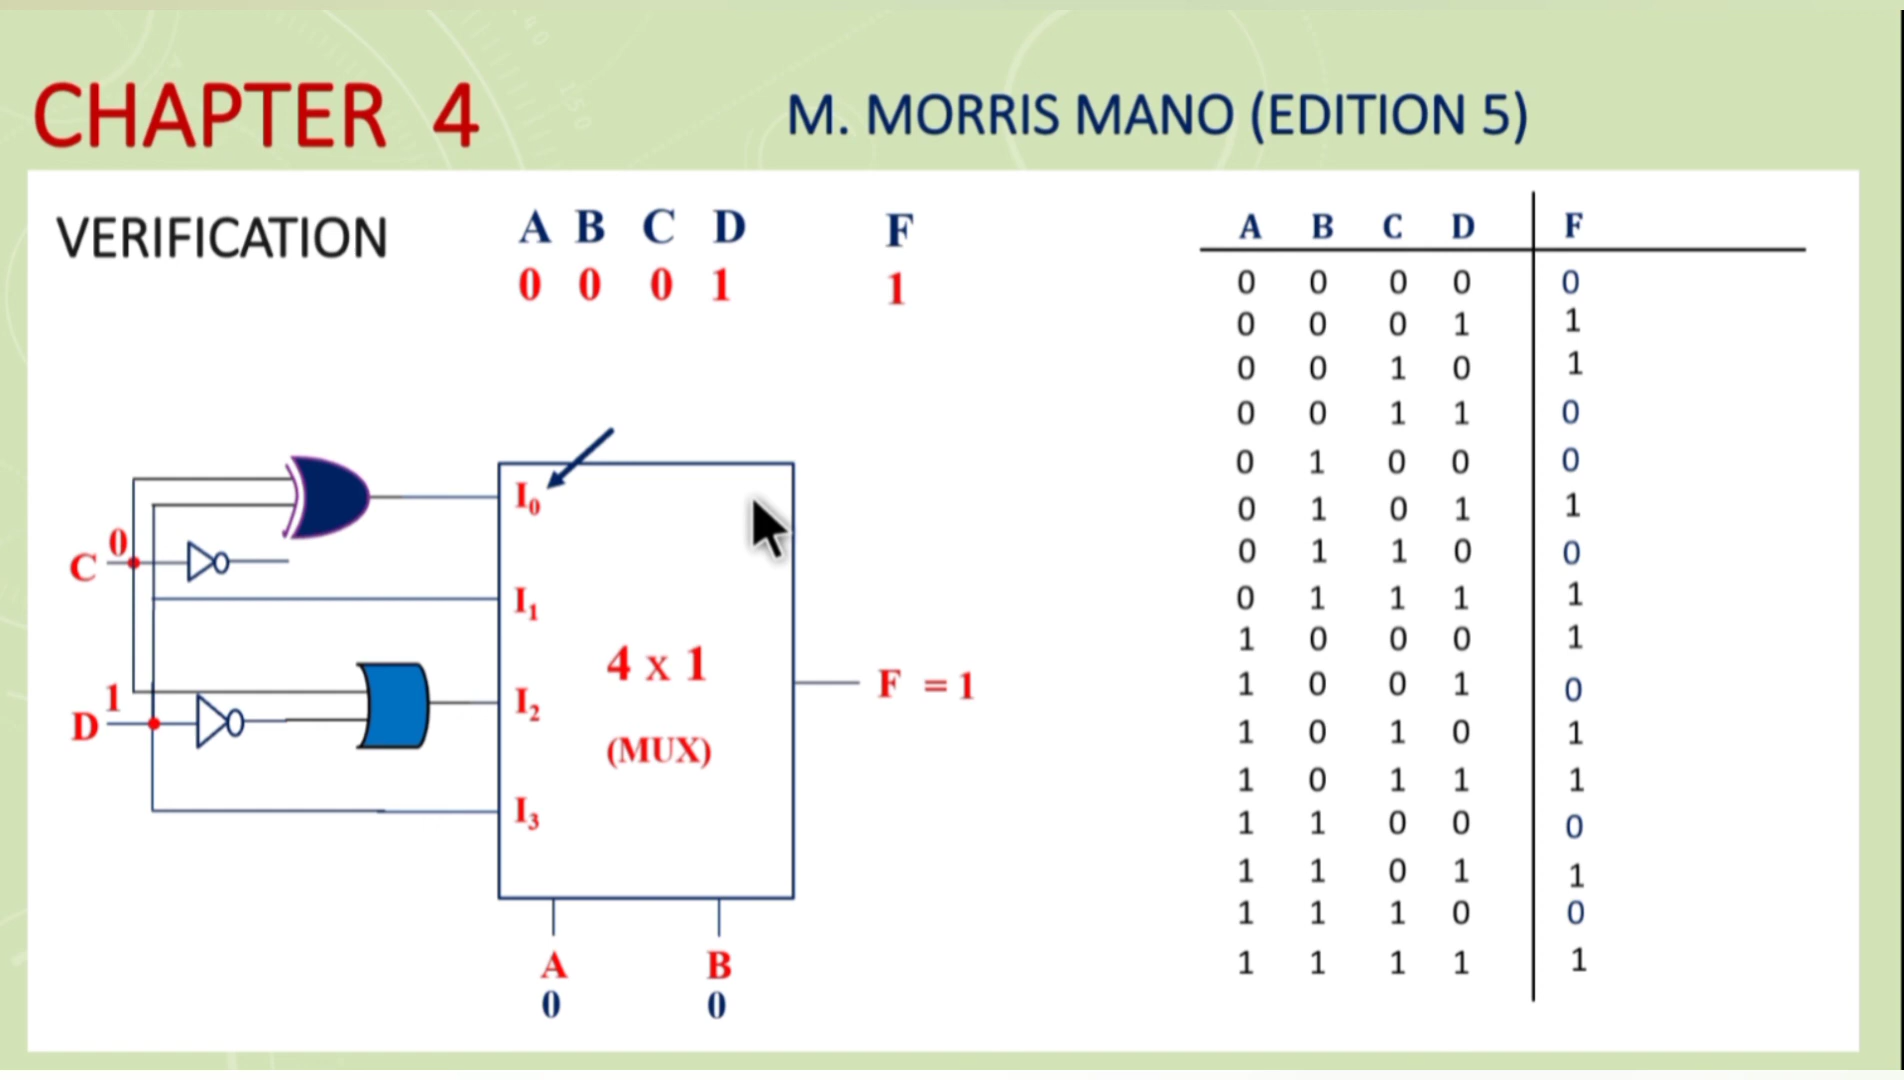 CHAPTER 4
M. MORRIS MANO (EDITION 5)
VERIFICATION
A B C D F
0 0 0 1 1
C 0
D 1
I0
I1
I2
I3
4 x 1
(MUX)
F = 1
A B
0 0
A B C D F
0 0 0 0 0
0 0 0 1 1
0 0 1 0 1
0 0 1 1 0
0 1 0 0 0
0 1 0 1 1
0 1 1 0 0
0 1 1 1 1
1 0 0 0 1
1 0 0 1 0
1 0 1 0 1
1 0 1 1 1
1 1 0 0 0
1 1 0 1 1
1 1 1 0 0
1 1 1 1 1